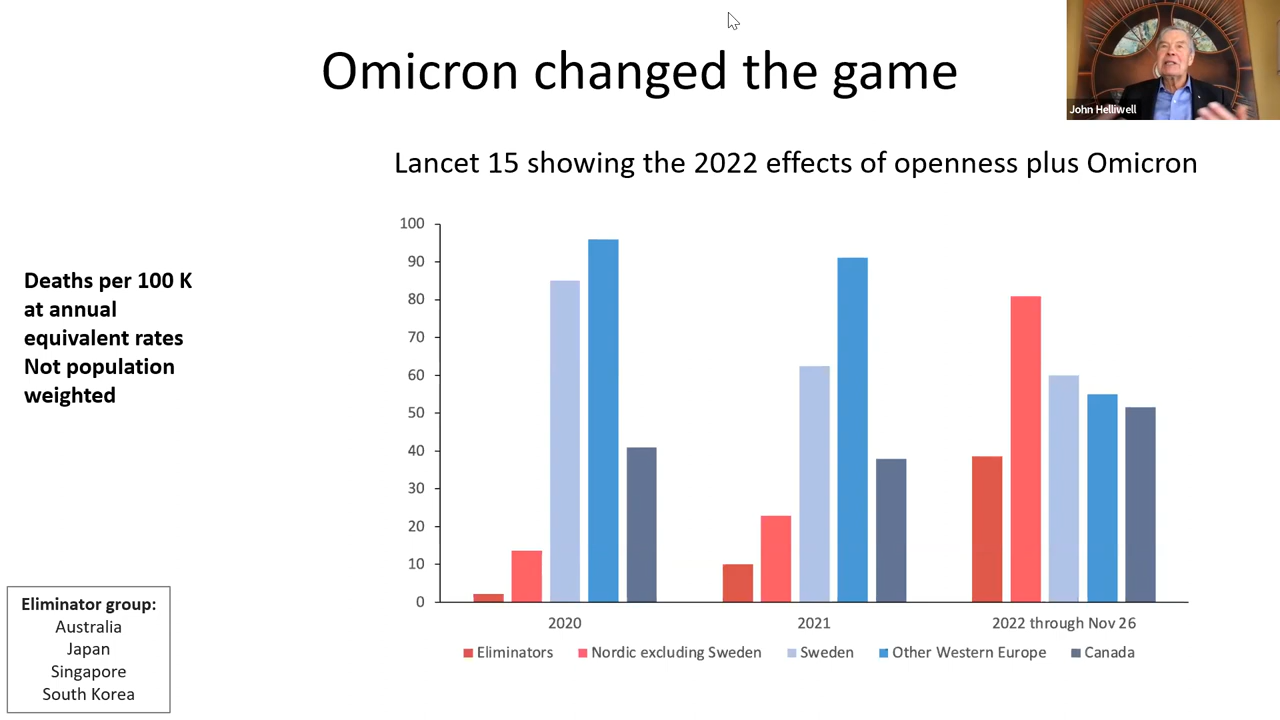 Omicron changed the game
John Helliwell
Lancet 15 showing the 2022 effects of openness plus Omicron
Deaths per 100 K
at annual
equivalent rates
Not population
weighted
100
90
80
70
60
50
40
30
20
10
0
2020
2021
2022 through Nov 26
Eliminators
Nordic excluding Sweden
Sweden
Other Western Europe
Canada
Eliminator group:
Australia
Japan
Singapore
South Korea